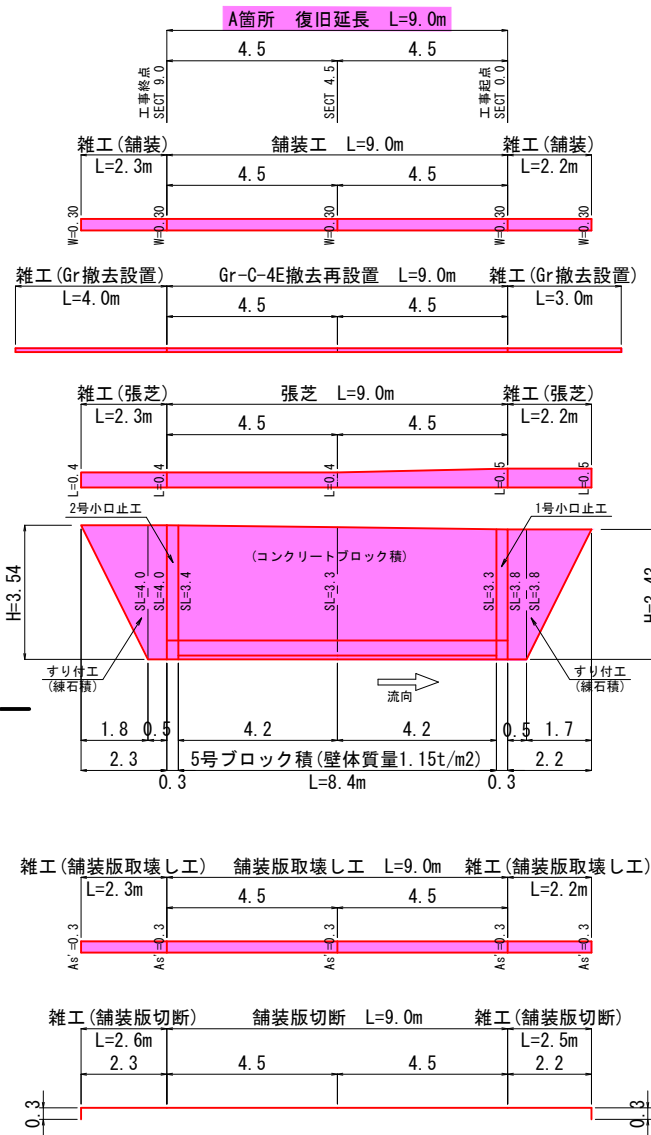 A箇所 復旧延長 L=9.0m
4.5 4.5
工事終点
SECT 9.0
SECT 4.5
工事起点
SECT 0.0
雑工(舗装) 舗装工 L=9.0m 雑工(舗装)
L=2.3m L=2.2m
4.5 4.5
W=0.30 W=0.30 W=0.30 W=0.30 W=0.30
雑工(Gr撤去設置) Gr-C-4E撤去再設置 L=9.0m 雑工(Gr撤去設置)
L=4.0m L=3.0m
4.5 4.5
雑工(張芝) 張芝 L=9.0m 雑工(張芝)
L=2.3m L=2.2m
4.5 4.5
L=0.4 L=0.4 L=0.4 L=0.5 L=0.5
2号小口止工 1号小口止工
(コンクリートブロック積)
H=3.54
SL=4.0 SL=4.0 SL=3.4 SL=3.3 SL=3.3 SL=3.8 SL=3.8
すり付工
(練石積)
流向
すり付工
(練石積)
1.8 0.5 4.2 4.2 0.5 1.7
2.3 5号ブロック積(壁体質量1.15t/m2) 2.2
0.3 L=8.4m 0.3
雑工(舗装版取壊し工) 舗装版取壊し工 L=9.0m 雑工(舗装版取壊し工)
L=2.3m L=2.2m
4.5 4.5
As'=0.3 As'=0.3 As'=0.3 As'=0.3 As'=0.3
雑工(舗装版切断) 舗装版切断 L=9.0m 雑工(舗装版切断)
L=2.6m L=2.5m
2.3 4.5 4.5 2.2
0.3 0.3